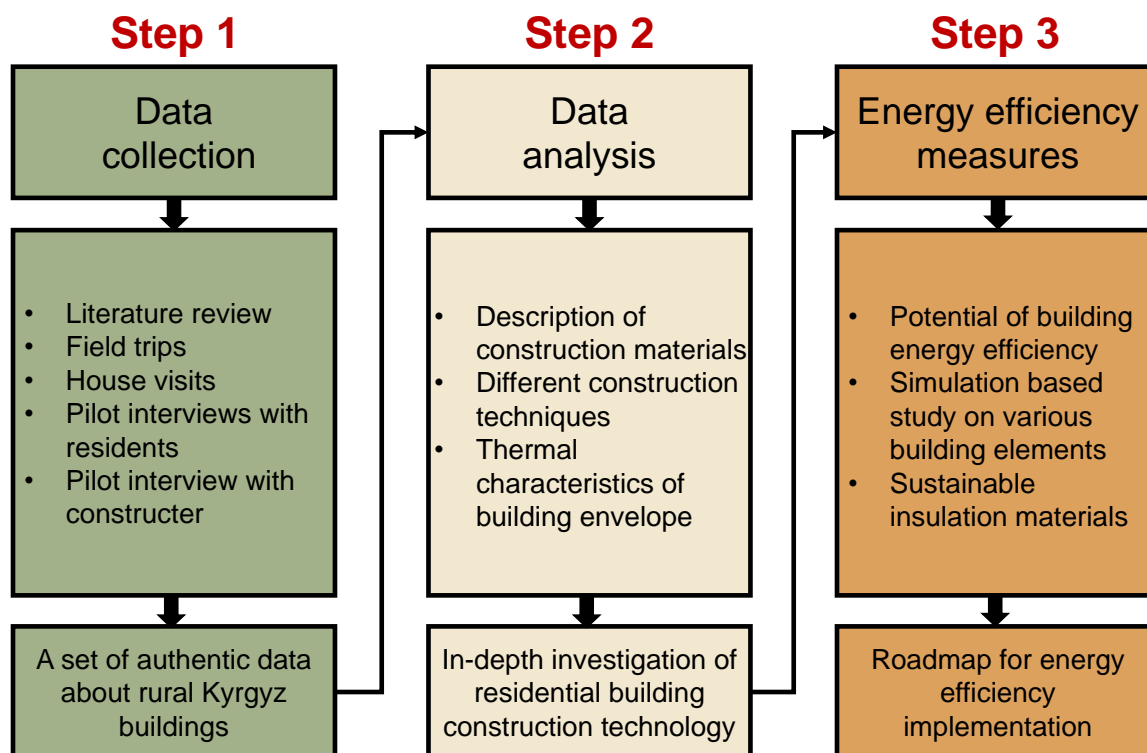 Step 1
Data
collection
• Literature review
• Field trips
• House visits
• Pilot interviews with
residents
• Pilot interview with
constructer
A set of authentic data
about rural Kyrgyz
buildings
Step 2
Data
analysis
• Description of
construction materials
• Different construction
techniques
• Thermal
characteristics of
building envelope
In-depth investigation of
residential building
construction technology
Step 3
Energy efficiency
measures
• Potential of building
energy efficiency
• Simulation based
study on various
building elements
• Sustainable
insulation materials
Roadmap for energy
efficiency
implementation